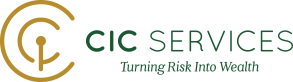 CIC SERVICES
Turning Risk Into Wealth